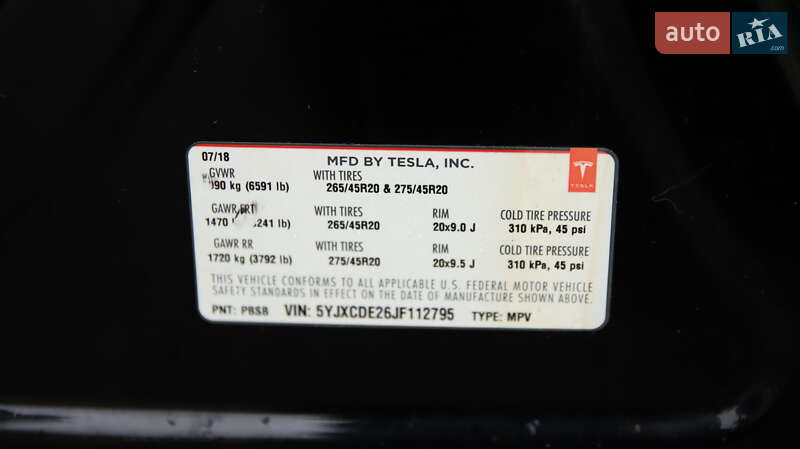 auto RIA.com
07/18 MFD BY TESLA, INC.
GVWR WITH TIRES
090 kg (6591 lb) 265/45R20 & 275/45R20
TESLA
GAWR FRT WITH TIRES RIM COLD TIRE PRESSURE
1470 241 lb) 265/45R20 20x9.0 J 310 kPa, 45 psi
GAWR RR WITH TIRES RIM COLD TIRE PRESSURE
1720 kg (3792 lb) 275/45R20 20x9.5 J 310 kPa, 45 psi
THIS VEHICLE CONFORMS TO ALL APPLICABLE U.S. FEDERAL MOTOR VEHICLE
SAFETY STANDARDS IN EFFECT ON THE DATE OF MANUFACTURE SHOWN ABOVE.
PNT: PBSB VIN: 5YJXCDE26JF112795 TYPE: MPV